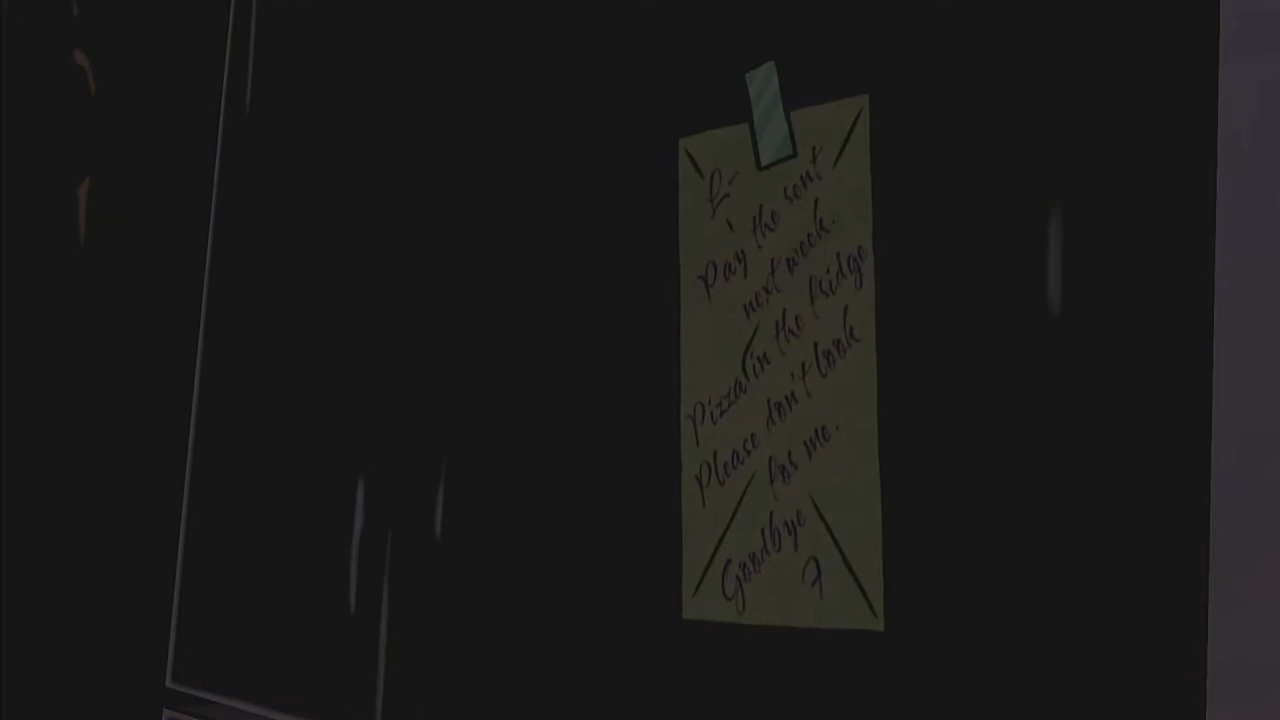 L-
Pay the rent
next week.
Pizza in the fridge
Please don't look
for me.
Goodbye
F